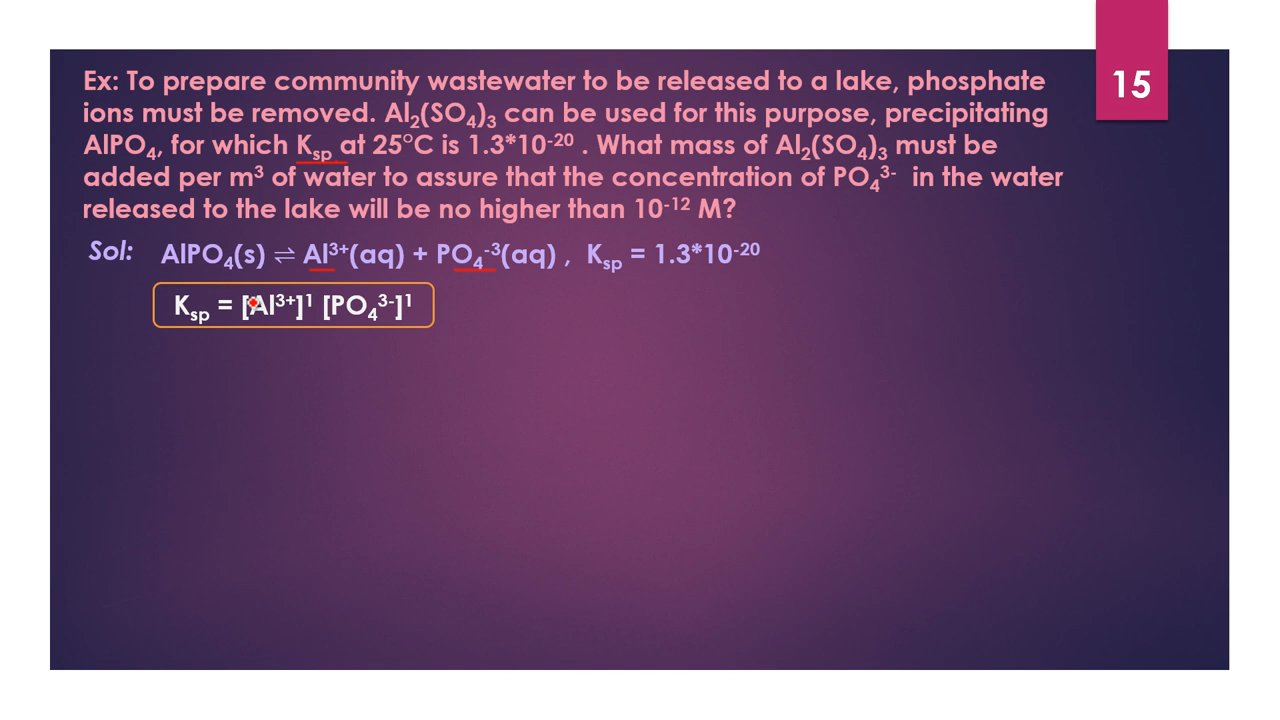 15
Ex: To prepare community wastewater to be released to a lake, phosphate
ions must be removed. Al₂(SO₄)₃ can be used for this purpose, precipitating
AlPO₄, for which Kₛₚ at 25°C is 1.3*10⁻²⁰ . What mass of Al₂(SO₄)₃ must be
added per m³ of water to assure that the concentration of PO₄³⁻ in the water
released to the lake will be no higher than 10⁻¹² M?
Sol: AlPO₄(s) ⇌ Al³⁺(aq) + PO₄⁻³(aq) , Kₛₚ = 1.3*10⁻²⁰
Kₛₚ = [Al³⁺]¹ [PO₄³⁻]¹